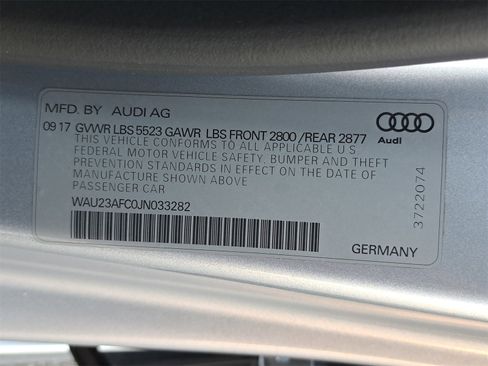 MFD. BY AUDI AG
09 17 GVWR LBS 5523 GAWR LBS FRONT 2800 /REAR 2877
THIS VEHICLE CONFORMS TO ALL APPLICABLE U S
FEDERAL MOTOR VEHICLE SAFETY. BUMPER AND THEFT
PREVENTION STANDARDS IN EFFECT ON THE DATE OF
MANUFACTURE SHOWN ABOVE
PASSENGER CAR
WAU23AFC0JN033282
Audi
3722074
GERMANY